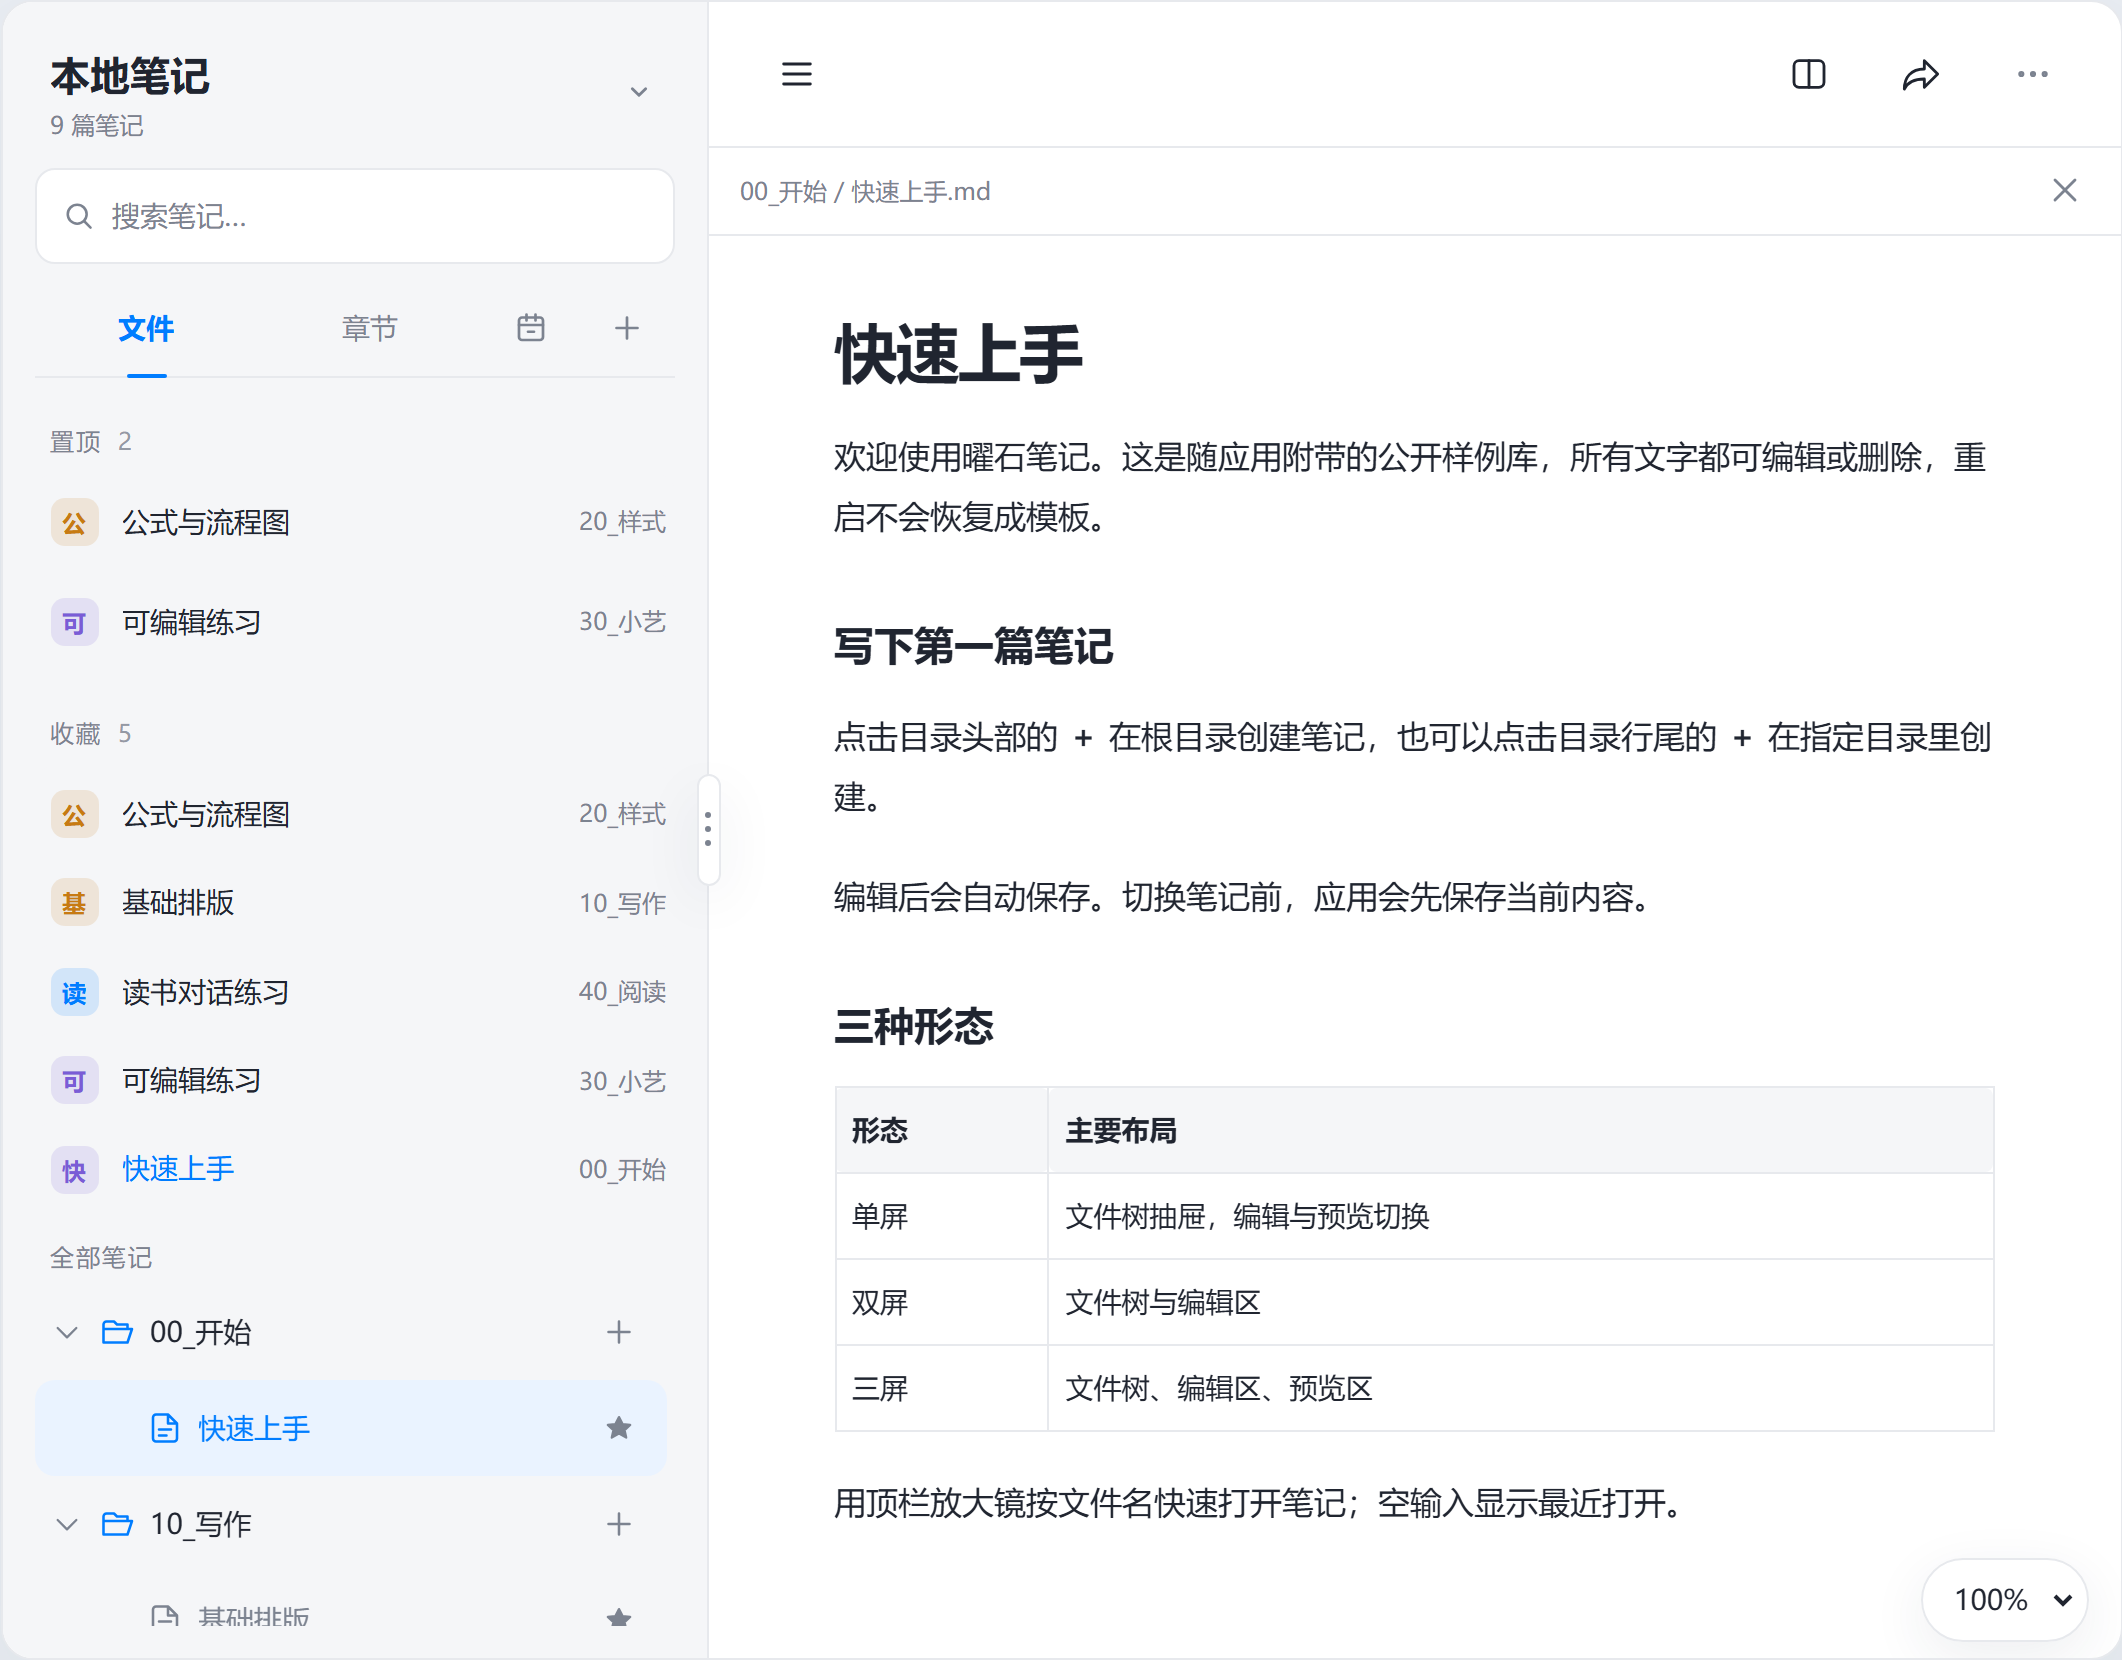 本地笔记
9 篇笔记
搜索笔记...
文件 章节
置顶 2
公 公式与流程图 20_样式
可 可编辑练习 30_小艺
收藏 5
公 公式与流程图 20_样式
基 基础排版 10_写作
读 读书对话练习 40_阅读
可 可编辑练习 30_小艺
快 快速上手 00_开始
全部笔记
00_开始
快速上手
10_写作
基础排版
00_开始 / 快速上手.md
快速上手
欢迎使用曜石笔记。这是随应用附带的公开样例库，所有文字都可编辑或删除，重
启不会恢复成模板。
写下第一篇笔记
点击目录头部的 + 在根目录创建笔记，也可以点击目录行尾的 + 在指定目录里创
建。
编辑后会自动保存。切换笔记前，应用会先保存当前内容。
三种形态
形态 主要布局
单屏 文件树抽屉，编辑与预览切换
双屏 文件树与编辑区
三屏 文件树、编辑区、预览区
用顶栏放大镜按文件名快速打开笔记；空输入显示最近打开。
100%